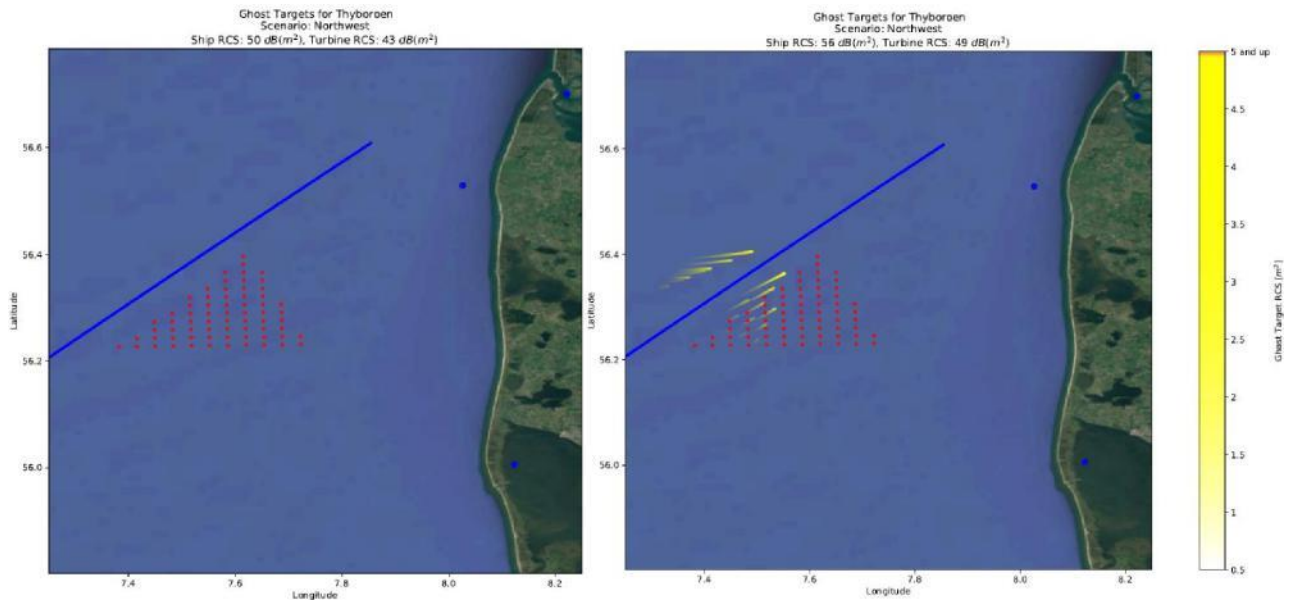 Ghost Targets for Thyboroen
Scenario: Northwest
Ship RCS: 50 dB(m²), Turbine RCS: 43 dB(m²)
56.6
56.4
56.2
56.0
Latitude
7.4
7.6
7.8
8.0
8.2
Longitude
Ghost Targets for Thyboroen
Scenario: Northwest
Ship RCS: 56 dB(m²), Turbine RCS: 49 dB(m²)
56.6
56.4
56.2
56.0
Latitude
7.4
7.6
7.8
8.0
8.2
Longitude
5 and up
4.5
4
3.5
3
2.5
2
1.5
1
0.5
Ghost Target RCS [m²]